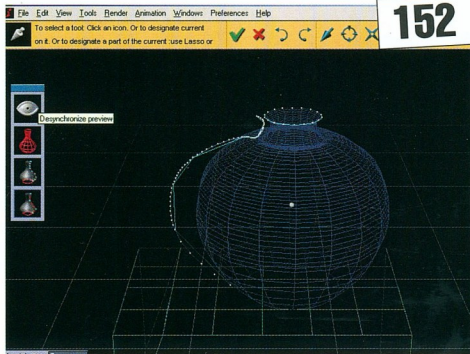 File Edit View Tools Render Animation Windows Preferences Help
152
To select a tool: Click an icon. Or to designate current
on it. Or to designate a part of the current :use Lasso or
Desynchronize preview